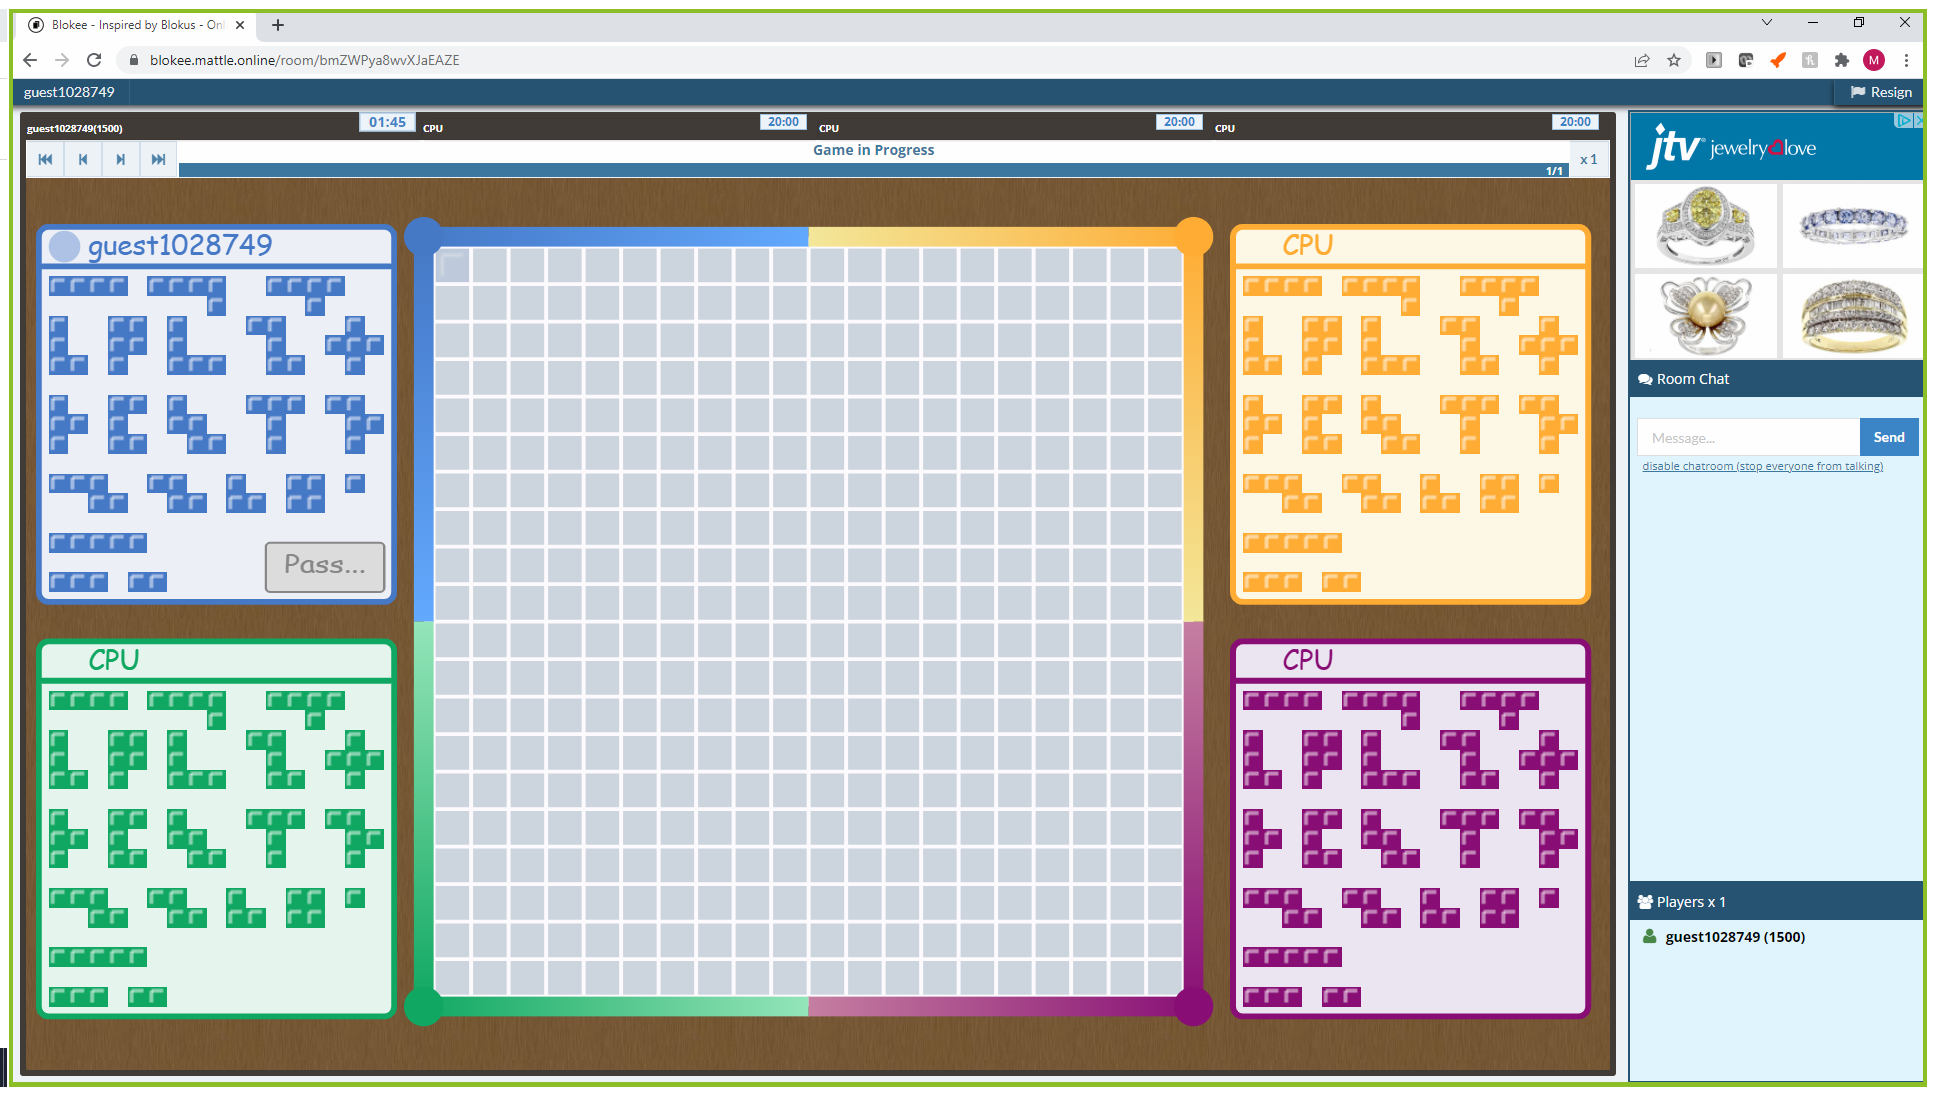 Blokee - Inspired by Blokus - Onl
blokee.mattle.online/room/bmZWPya8wvXJaEAZE
M
guest1028749
Resign
guest1028749(1500)
01:45
CPU
20:00
CPU
20:00
CPU
20:00
Game in Progress
1/1
x 1
guest1028749
Pass...
CPU
CPU
CPU
jtv jewelry love
Room Chat
Message...
Send
disable chatroom (stop everyone from talking)
Players x 1
guest1028749 (1500)